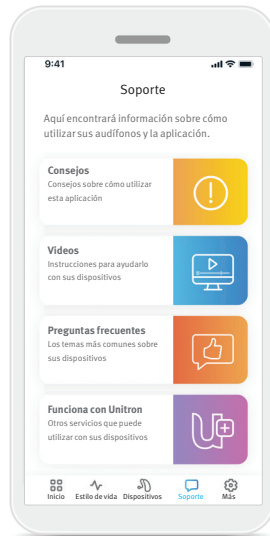 9:41
Soporte
Aquí encontrará información sobre cómo
utilizar sus audífonos y la aplicación.
Consejos
Consejos sobre cómo utilizar
esta aplicación
Videos
Instrucciones para ayudarlo
con sus dispositivos
Preguntas frecuentes
Los temas más comunes sobre
sus dispositivos
Funciona con Unitron
Otros servicios que puede
utilizar con sus dispositivos
Inicio Estilo de vida Dispositivos Soporte Más